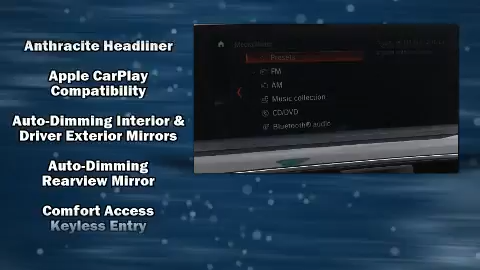 Anthracite Headliner
Apple CarPlay
Compatibility
Auto-Dimming Interior &
Driver Exterior Mirrors
Auto-Dimming
Rearview Mirror
Comfort Access
Keyless Entry
Presets
FM
AM
Music collection
CD/DVD
Bluetooth® audio